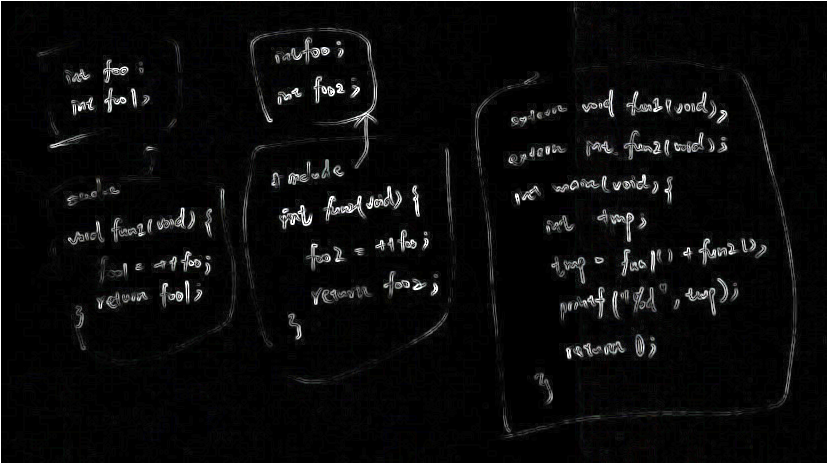 int foo;
int foo1;
include
void fun1(void) {
foo1 = ++foo;
return foo1;
}
int foo;
int foo2;
include
int fun2(void) {
foo2 = ++foo;
return foo2;
}
extern void fun1(void);
extern int fun2(void);
int main(void) {
int tmp;
tmp = fun1() + fun2();
printf("%d", tmp);
return 0;
}